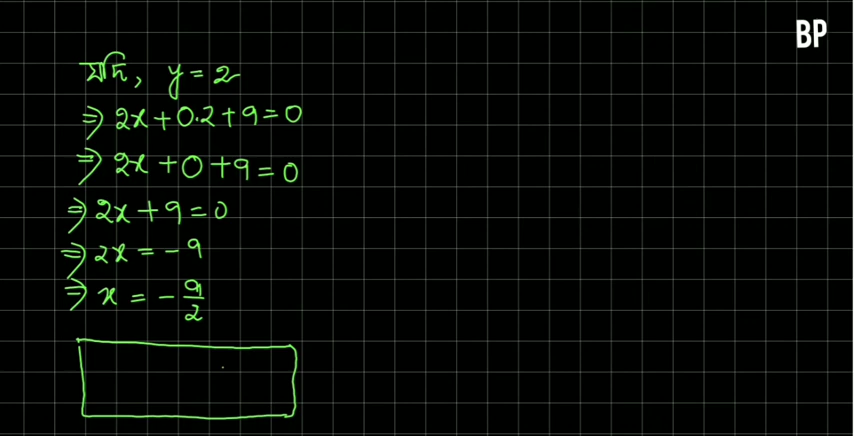 BP
যদি, y = 2
⇒ 2x + 0.2 + 9 = 0
⇒ 2x + 0 + 9 = 0
⇒ 2x + 9 = 0
⇒ 2x = - 9
⇒ x = - 9/2